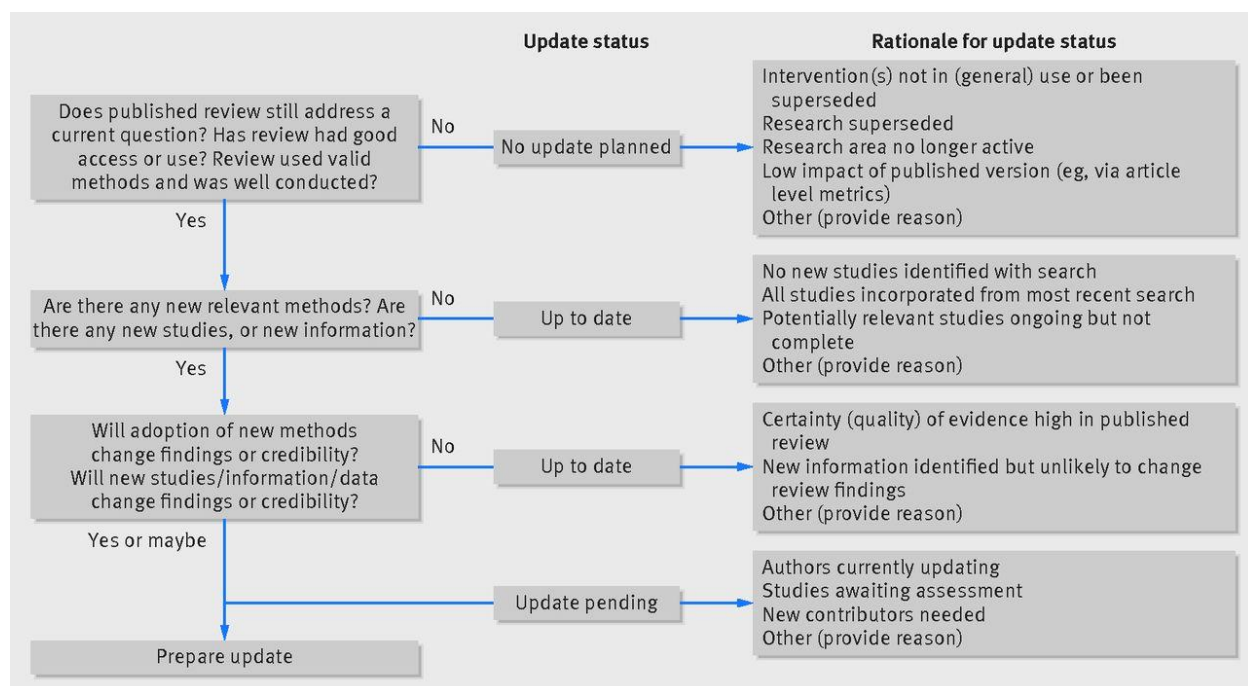 Update status
Rationale for update status
Does published review still address a
current question? Has review had good
access or use? Review used valid
methods and was well conducted?
No
No update planned
Intervention(s) not in (general) use or been
superseded
Research superseded
Research area no longer active
Low impact of published version (eg, via article
level metrics)
Other (provide reason)
Yes
Are there any new relevant methods? Are
there any new studies, or new information?
No
Up to date
No new studies identified with search
All studies incorporated from most recent search
Potentially relevant studies ongoing but not
complete
Other (provide reason)
Yes
Will adoption of new methods
change findings or credibility?
Will new studies/information/data
change findings or credibility?
No
Up to date
Certainty (quality) of evidence high in published
review
New information identified but unlikely to change
review findings
Other (provide reason)
Yes or maybe
Update pending
Authors currently updating
Studies awaiting assessment
New contributors needed
Other (provide reason)
Prepare update